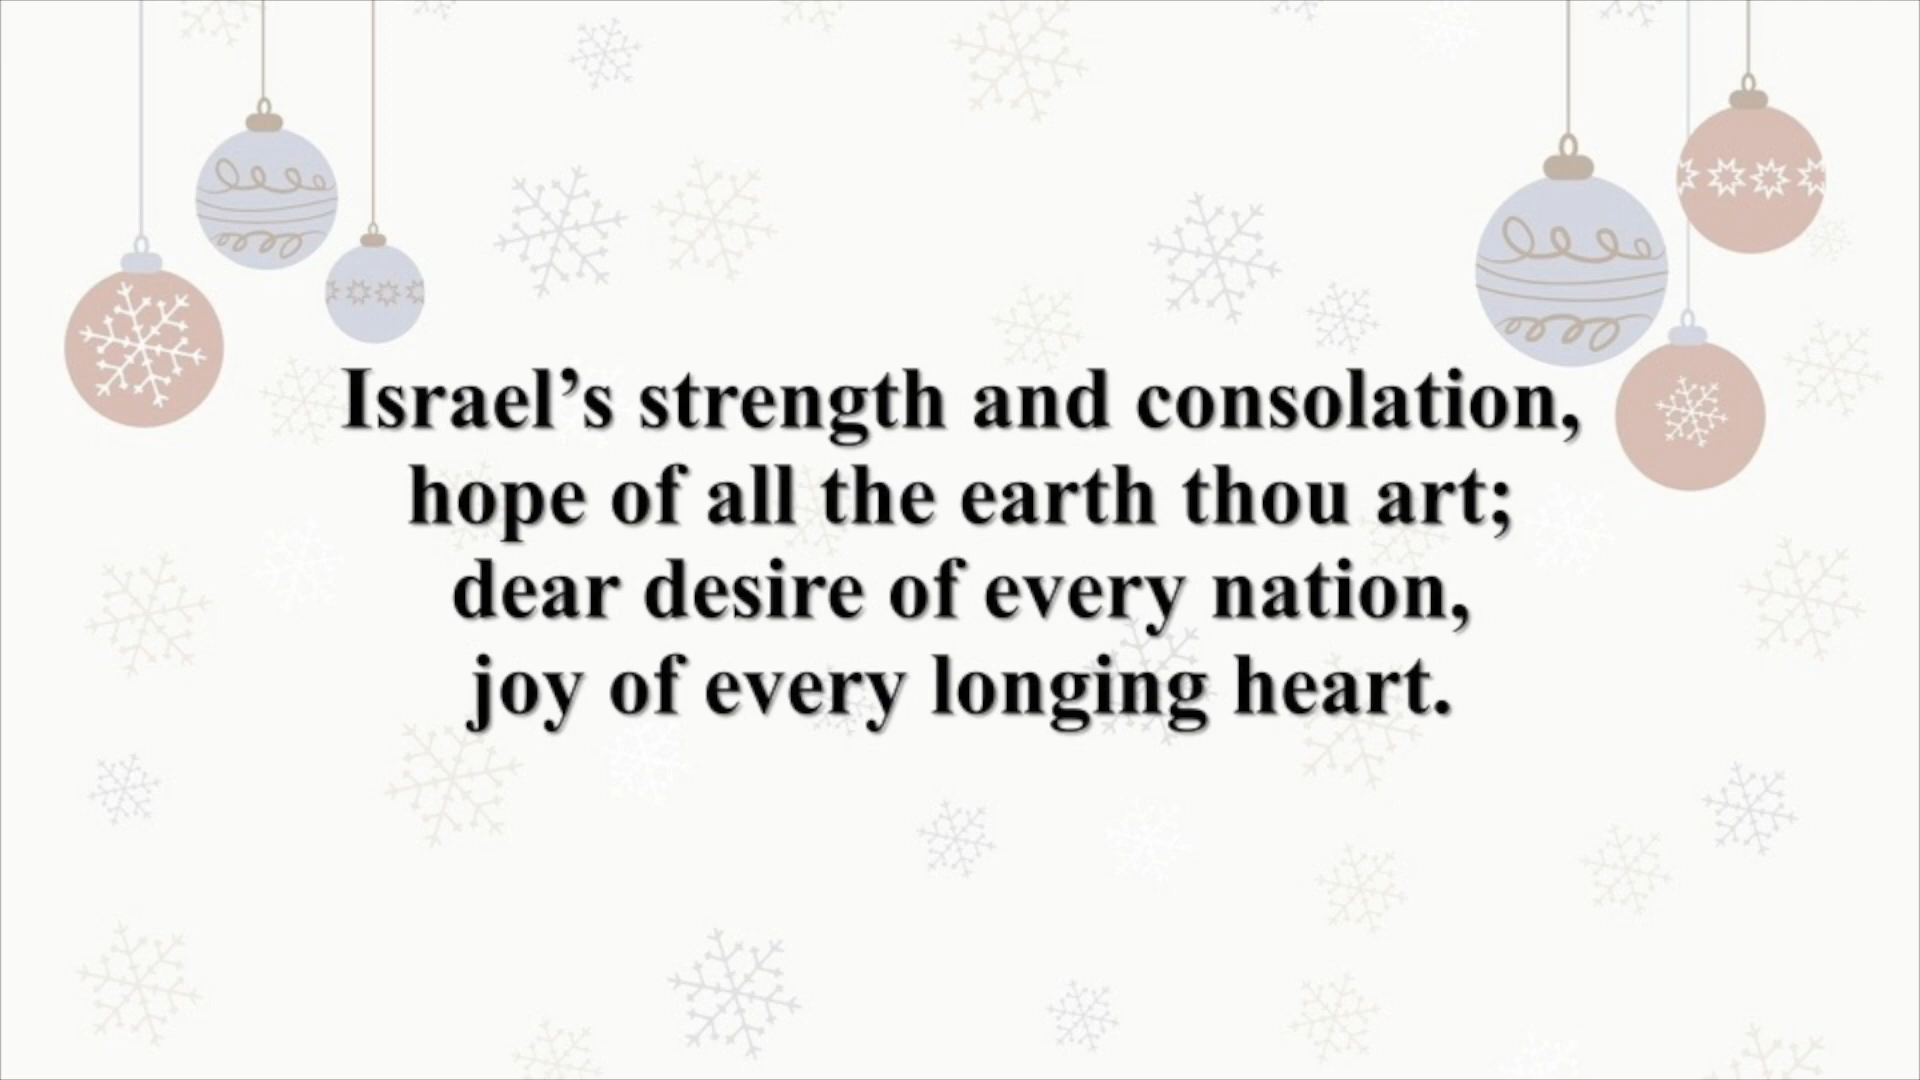 Israel’s strength and consolation,
hope of all the earth thou art;
dear desire of every nation,
joy of every longing heart.